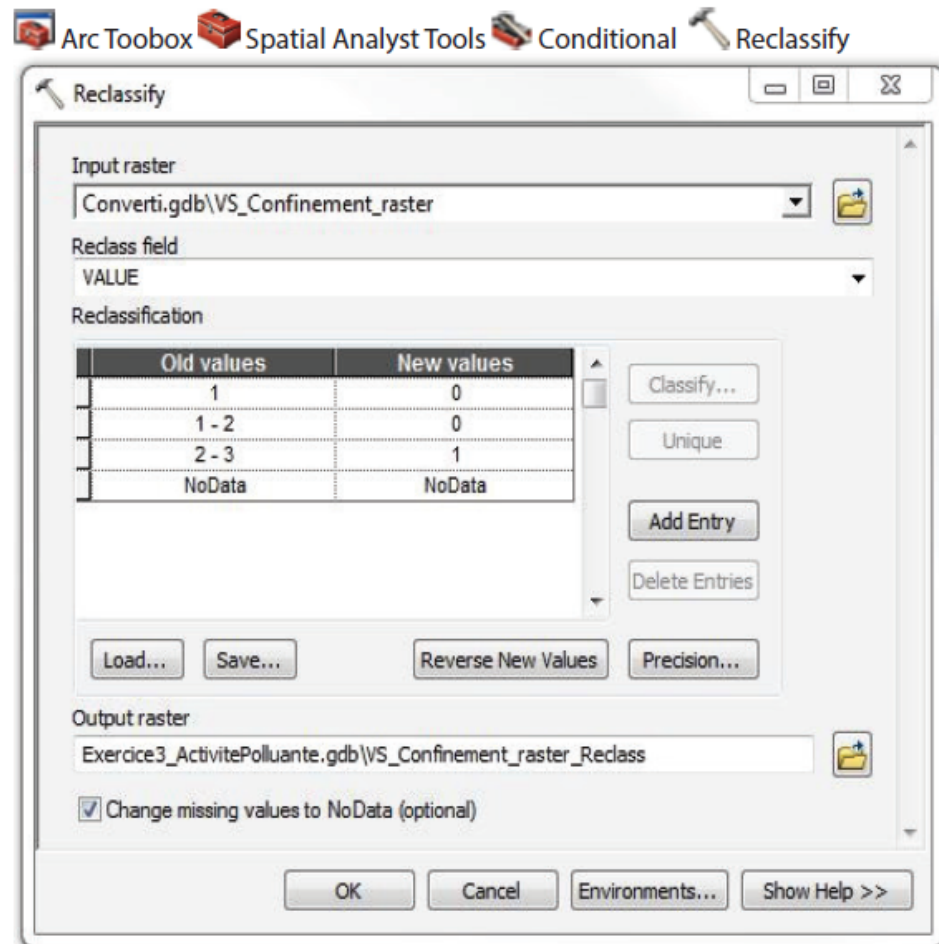 Arc Toobox Spatial Analyst Tools Conditional Reclassify
Reclassify
Input raster
Converti.gdb\VS_Confinement_raster
Reclass field
VALUE
Reclassification
Old values New values
1 0
1 - 2 0
2 - 3 1
NoData NoData
Classify...
Unique
Add Entry
Delete Entries
Load... Save... Reverse New Values Precision...
Output raster
Exercice3_ActivitePolluante.gdb\VS_Confinement_raster_Reclass
Change missing values to NoData (optional)
OK Cancel Environments... Show Help >>